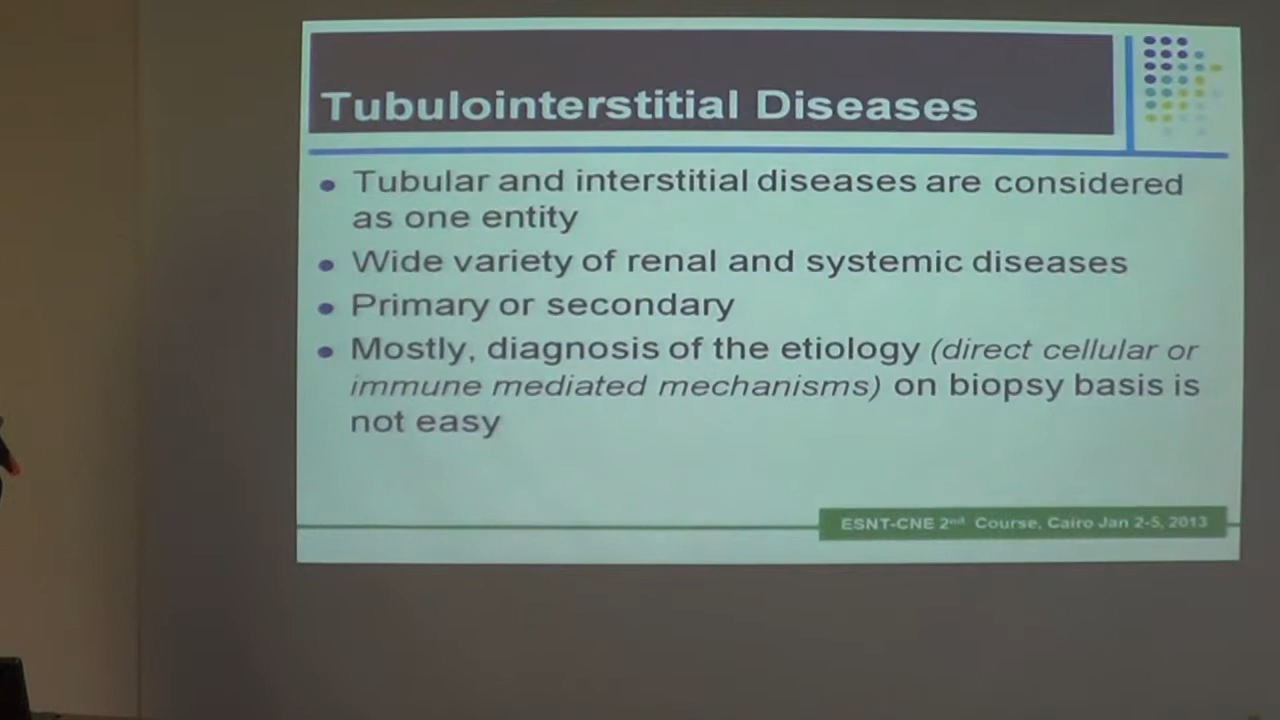 Tubulointerstitial Diseases
• Tubular and interstitial diseases are considered
as one entity
• Wide variety of renal and systemic diseases
• Primary or secondary
• Mostly, diagnosis of the etiology (direct cellular or
immune mediated mechanisms) on biopsy basis is
not easy
ESNT-CNE 2nd Course, Cairo Jan 2-5, 2013